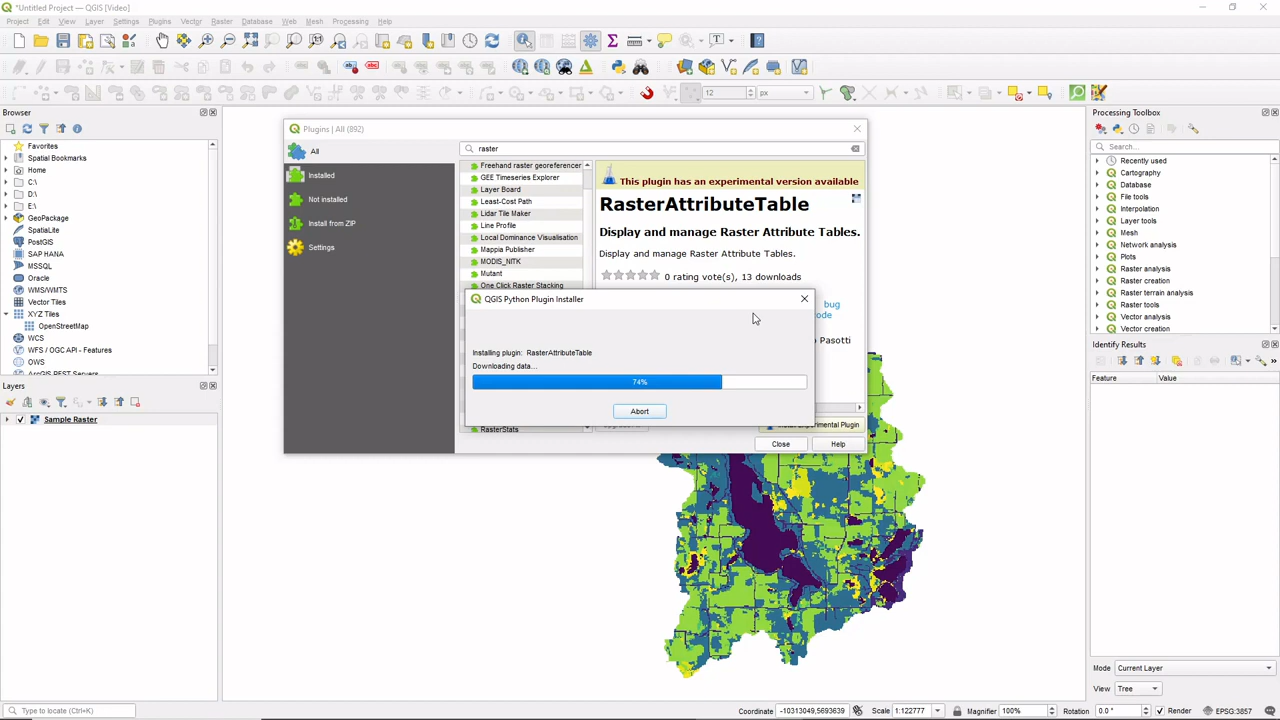 *Untitled Project — QGIS [Video]
Project Edit View Layer Settings Plugins Vector Raster Database Web Mesh Processing Help
12 px
Browser
Favorites
Spatial Bookmarks
Home
C:\
D:\
E:\
GeoPackage
SpatiaLite
PostGIS
SAP HANA
MSSQL
Oracle
WMS/WMTS
Vector Tiles
XYZ Tiles
OpenStreetMap
WCS
WFS / OGC API - Features
OWS
ArcGIS REST Servers
Layers
Sample Raster
Type to locate (Ctrl+K)
Plugins | All (892)
All
Installed
Not installed
Install from ZIP
Settings
raster
Freehand raster georeferencer
GEE Timeseries Explorer
Layer Board
Least-Cost Path
Lidar Tile Maker
Line Profile
Local Dominance Visualisation
Mappia Publisher
MODIS_NITK
Mutant
One Click Raster Stacking
RasterStats
This plugin has an experimental version available
RasterAttributeTable
Display and manage Raster Attribute Tables.
Display and manage Raster Attribute Tables.
0 rating vote(s), 13 downloads
bug
ode
o Pasotti
Experimental Plugin
Close Help
QGIS Python Plugin Installer
Installing plugin: RasterAttributeTable
Downloading data...
74%
Abort
Processing Toolbox
Search...
Recently used
Cartography
Database
File tools
Interpolation
Layer tools
Mesh
Network analysis
Plots
Raster analysis
Raster creation
Raster terrain analysis
Raster tools
Vector analysis
Vector creation
Identify Results
Feature Value
Mode Current Layer
View Tree
Coordinate -10313049,5693639 Scale 1:122777 Magnifier 100% Rotation 0.0 ° Render EPSG:3857